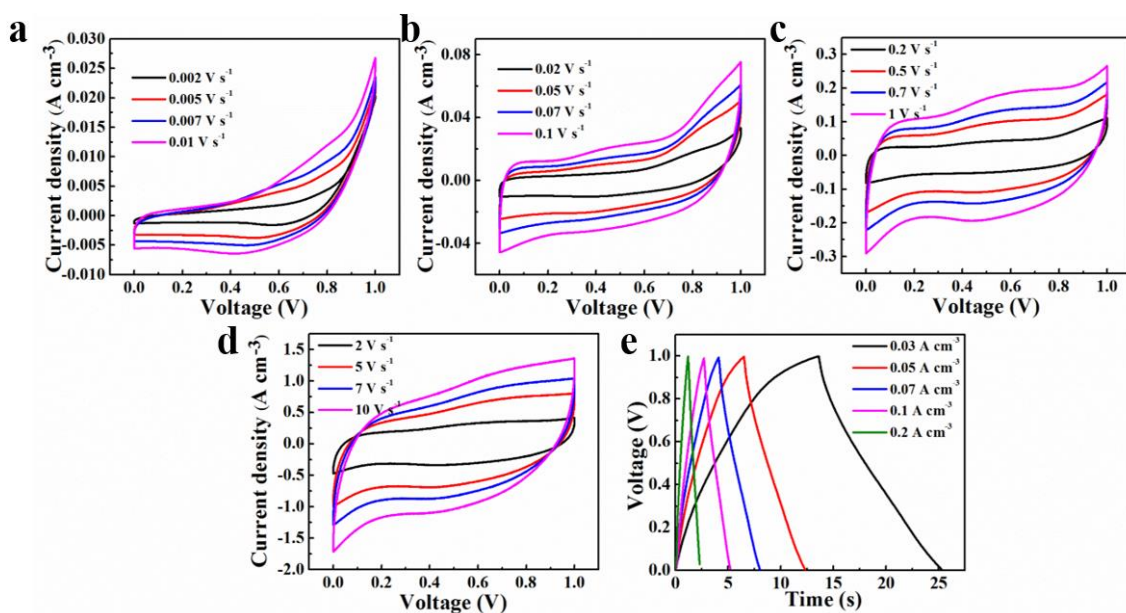 a
Current density (A cm-3)
0.030
0.025
0.020
0.015
0.010
0.005
0.000
-0.005
-0.010
0.002 V s-1
0.005 V s-1
0.007 V s-1
0.01 V s-1
0.0 0.2 0.4 0.6 0.8 1.0
Voltage (V)
b
Current density (A cm-3)
0.08
0.04
0.00
-0.04
0.02 V s-1
0.05 V s-1
0.07 V s-1
0.1 V s-1
0.0 0.2 0.4 0.6 0.8 1.0
Voltage (V)
c
Current density (A cm-3)
0.3
0.2
0.1
0.0
-0.1
-0.2
-0.3
0.2 V s-1
0.5 V s-1
0.7 V s-1
1 V s-1
0.0 0.2 0.4 0.6 0.8 1.0
Voltage (V)
d
Current density (A cm-3)
1.5
1.0
0.5
0.0
-0.5
-1.0
-1.5
-2.0
2 V s-1
5 V s-1
7 V s-1
10 V s-1
0.0 0.2 0.4 0.6 0.8 1.0
Voltage (V)
e
Voltage (V)
1.0
0.8
0.6
0.4
0.2
0.0
0.03 A cm-3
0.05 A cm-3
0.07 A cm-3
0.1 A cm-3
0.2 A cm-3
0 5 10 15 20 25
Time (s)